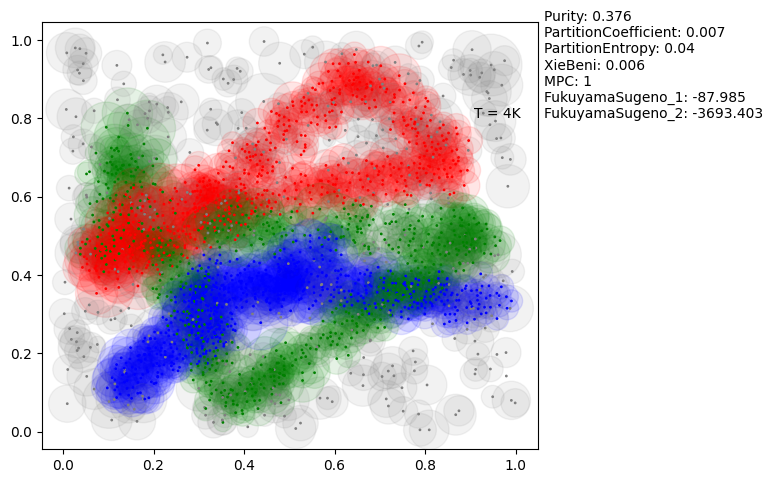 Purity: 0.376
PartitionCoefficient: 0.007
PartitionEntropy: 0.04
XieBeni: 0.006
MPC: 1
FukuyamaSugeno_1: -87.985
FukuyamaSugeno_2: -3693.403
T = 4K
1.0
0.8
0.6
0.4
0.2
0.0
0.0 0.2 0.4 0.6 0.8 1.0